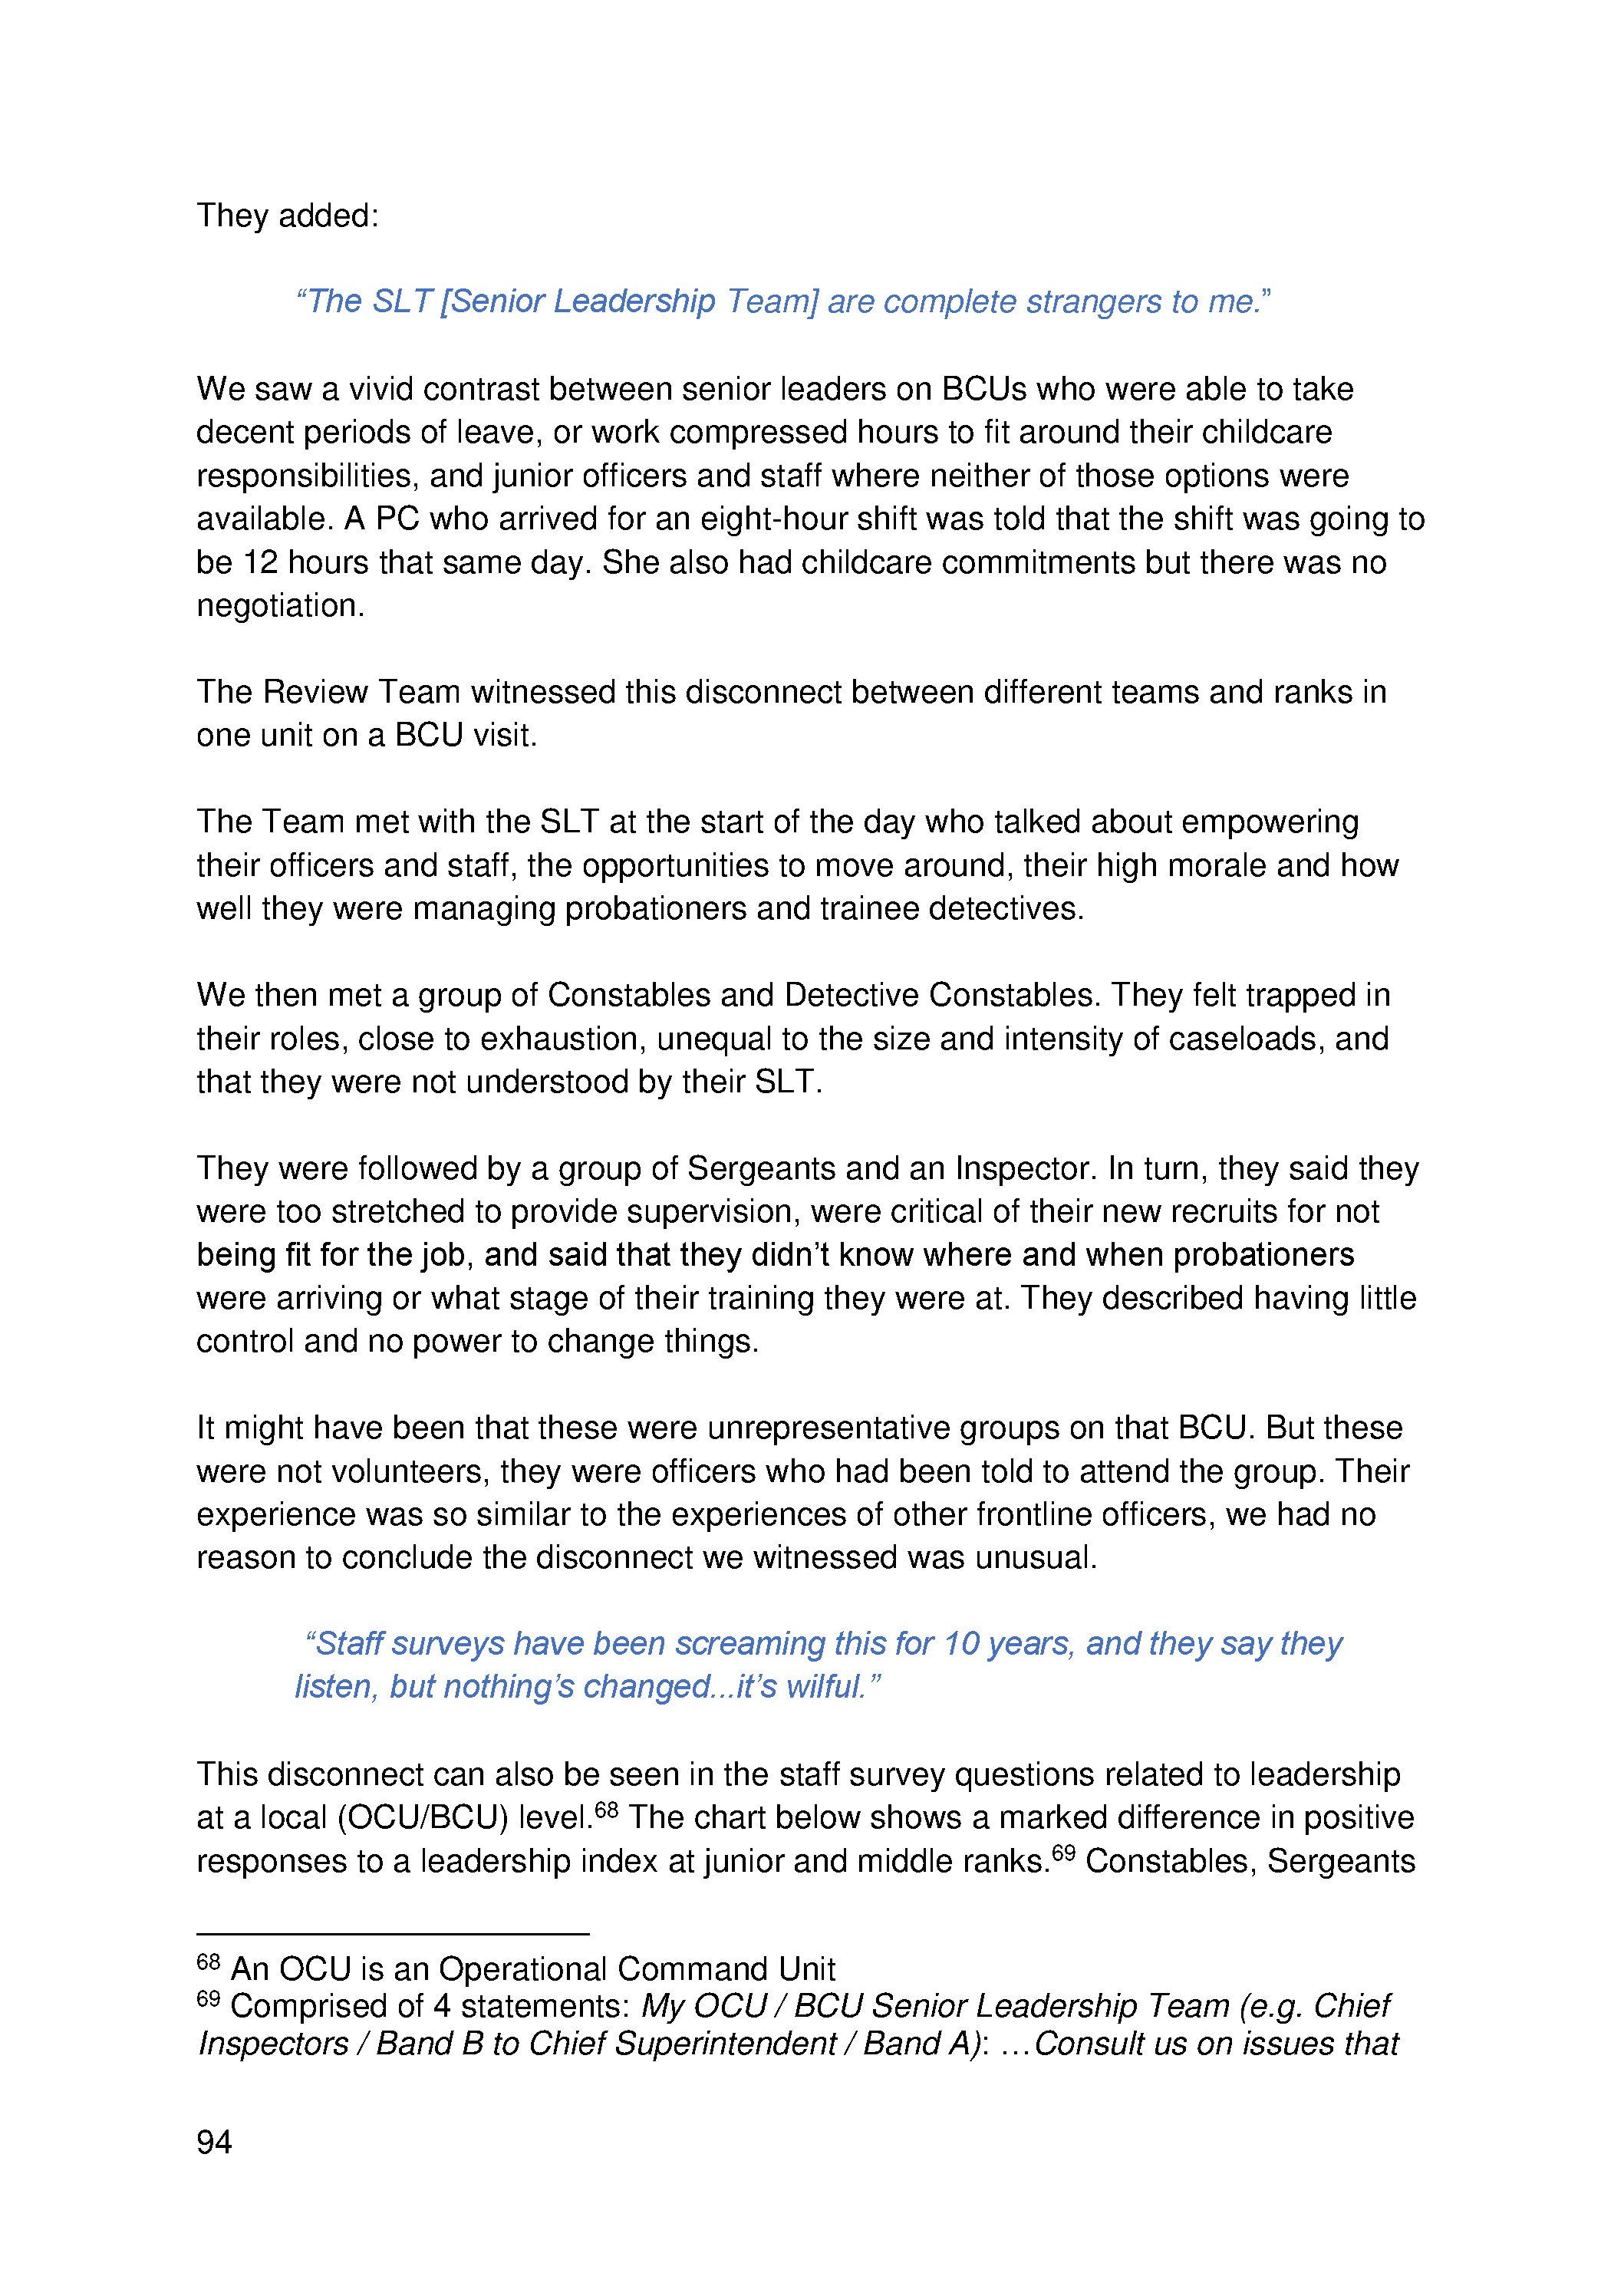 They added:
“The SLT [Senior Leadership Team] are complete strangers to me.”
We saw a vivid contrast between senior leaders on BCUs who were able to take
decent periods of leave, or work compressed hours to fit around their childcare
responsibilities, and junior officers and staff where neither of those options were
available. A PC who arrived for an eight-hour shift was told that the shift was going to
be 12 hours that same day. She also had childcare commitments but there was no
negotiation.
The Review Team witnessed this disconnect between different teams and ranks in
one unit on a BCU visit.
The Team met with the SLT at the start of the day who talked about empowering
their officers and staff, the opportunities to move around, their high morale and how
well they were managing probationers and trainee detectives.
We then met a group of Constables and Detective Constables. They felt trapped in
their roles, close to exhaustion, unequal to the size and intensity of caseloads, and
that they were not understood by their SLT.
They were followed by a group of Sergeants and an Inspector. In turn, they said they
were too stretched to provide supervision, were critical of their new recruits for not
being fit for the job, and said that they didn’t know where and when probationers
were arriving or what stage of their training they were at. They described having little
control and no power to change things.
It might have been that these were unrepresentative groups on that BCU. But these
were not volunteers, they were officers who had been told to attend the group. Their
experience was so similar to the experiences of other frontline officers, we had no
reason to conclude the disconnect we witnessed was unusual.
“Staff surveys have been screaming this for 10 years, and they say they
listen, but nothing’s changed...it’s wilful.”
This disconnect can also be seen in the staff survey questions related to leadership
at a local (OCU/BCU) level.68 The chart below shows a marked difference in positive
responses to a leadership index at junior and middle ranks.69 Constables, Sergeants
68 An OCU is an Operational Command Unit
69 Comprised of 4 statements: My OCU / BCU Senior Leadership Team (e.g. Chief
Inspectors / Band B to Chief Superintendent / Band A): …Consult us on issues that
94